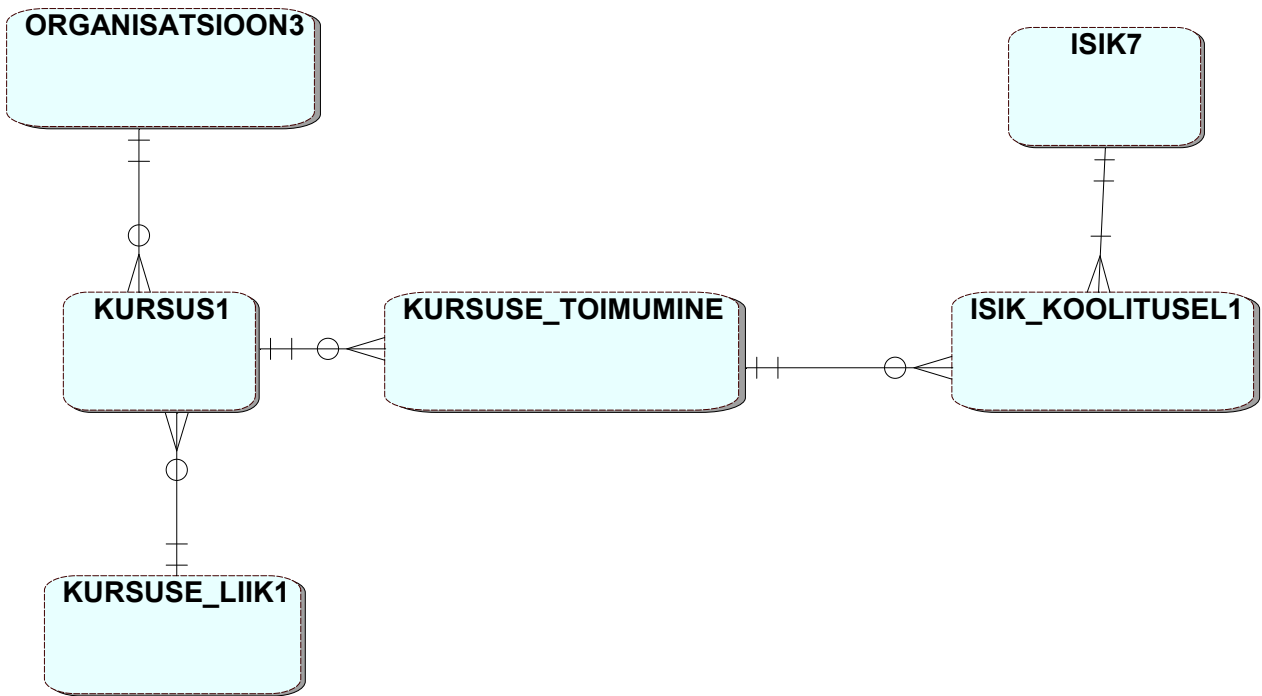 ORGANISATSIOON3
ISIK7
KURSUS1
KURSUSE_TOIMUMINE
ISIK_KOOLITUSEL1
KURSUSE_LIIK1